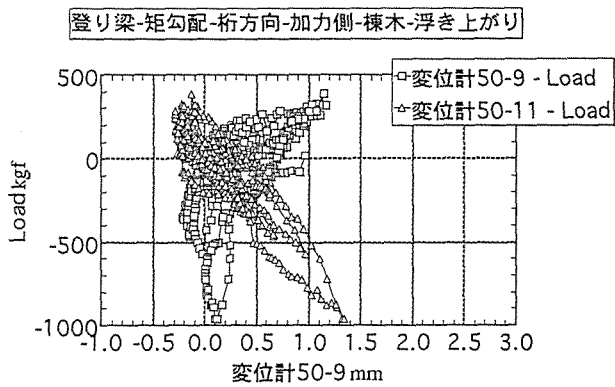 登り梁-矩勾配-桁方向-加力側-棟木-浮き上がり
変位計50-9 - Load
変位計50-11 - Load
500
0
-500
-1000
Load kgf
-1.0 -0.5 0.0 0.5 1.0 1.5 2.0 2.5 3.0
変位計50-9 mm